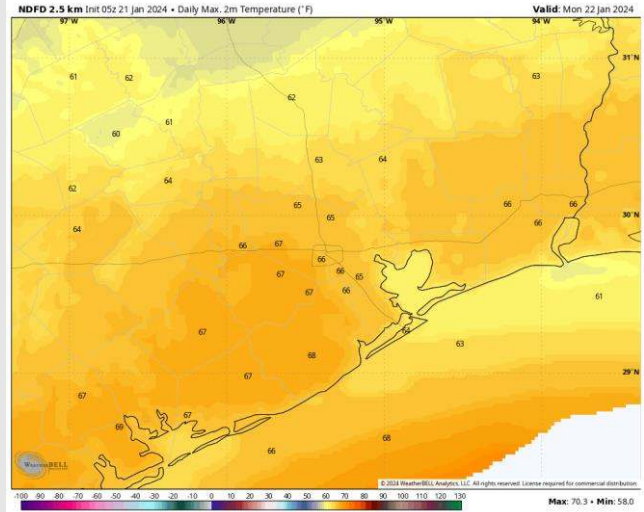 NDFD 2.5 km Init 05z 21 Jan 2024 • Daily Max. 2m Temperature (°F) Valid: Mon 22 Jan 2024
97°W 96°W 95°W 94°W
31°N
61 62 63
62
60 61
63 64
64
62
65 66 66 30°N
65 66
64
66 67
66
67 66 65
67 66
61
67 64
63
68
67 29°N
67
67
69
68
66
WeatherBELL
© 2024 WeatherBELL Analytics, LLC. All rights reserved. License required for commercial distribution.
-100 -90 -80 -70 -60 -50 -40 -30 -20 -10 0 10 20 30 40 50 60 70 80 90 100 110 120 130
Max: 70.3 • Min: 58.0